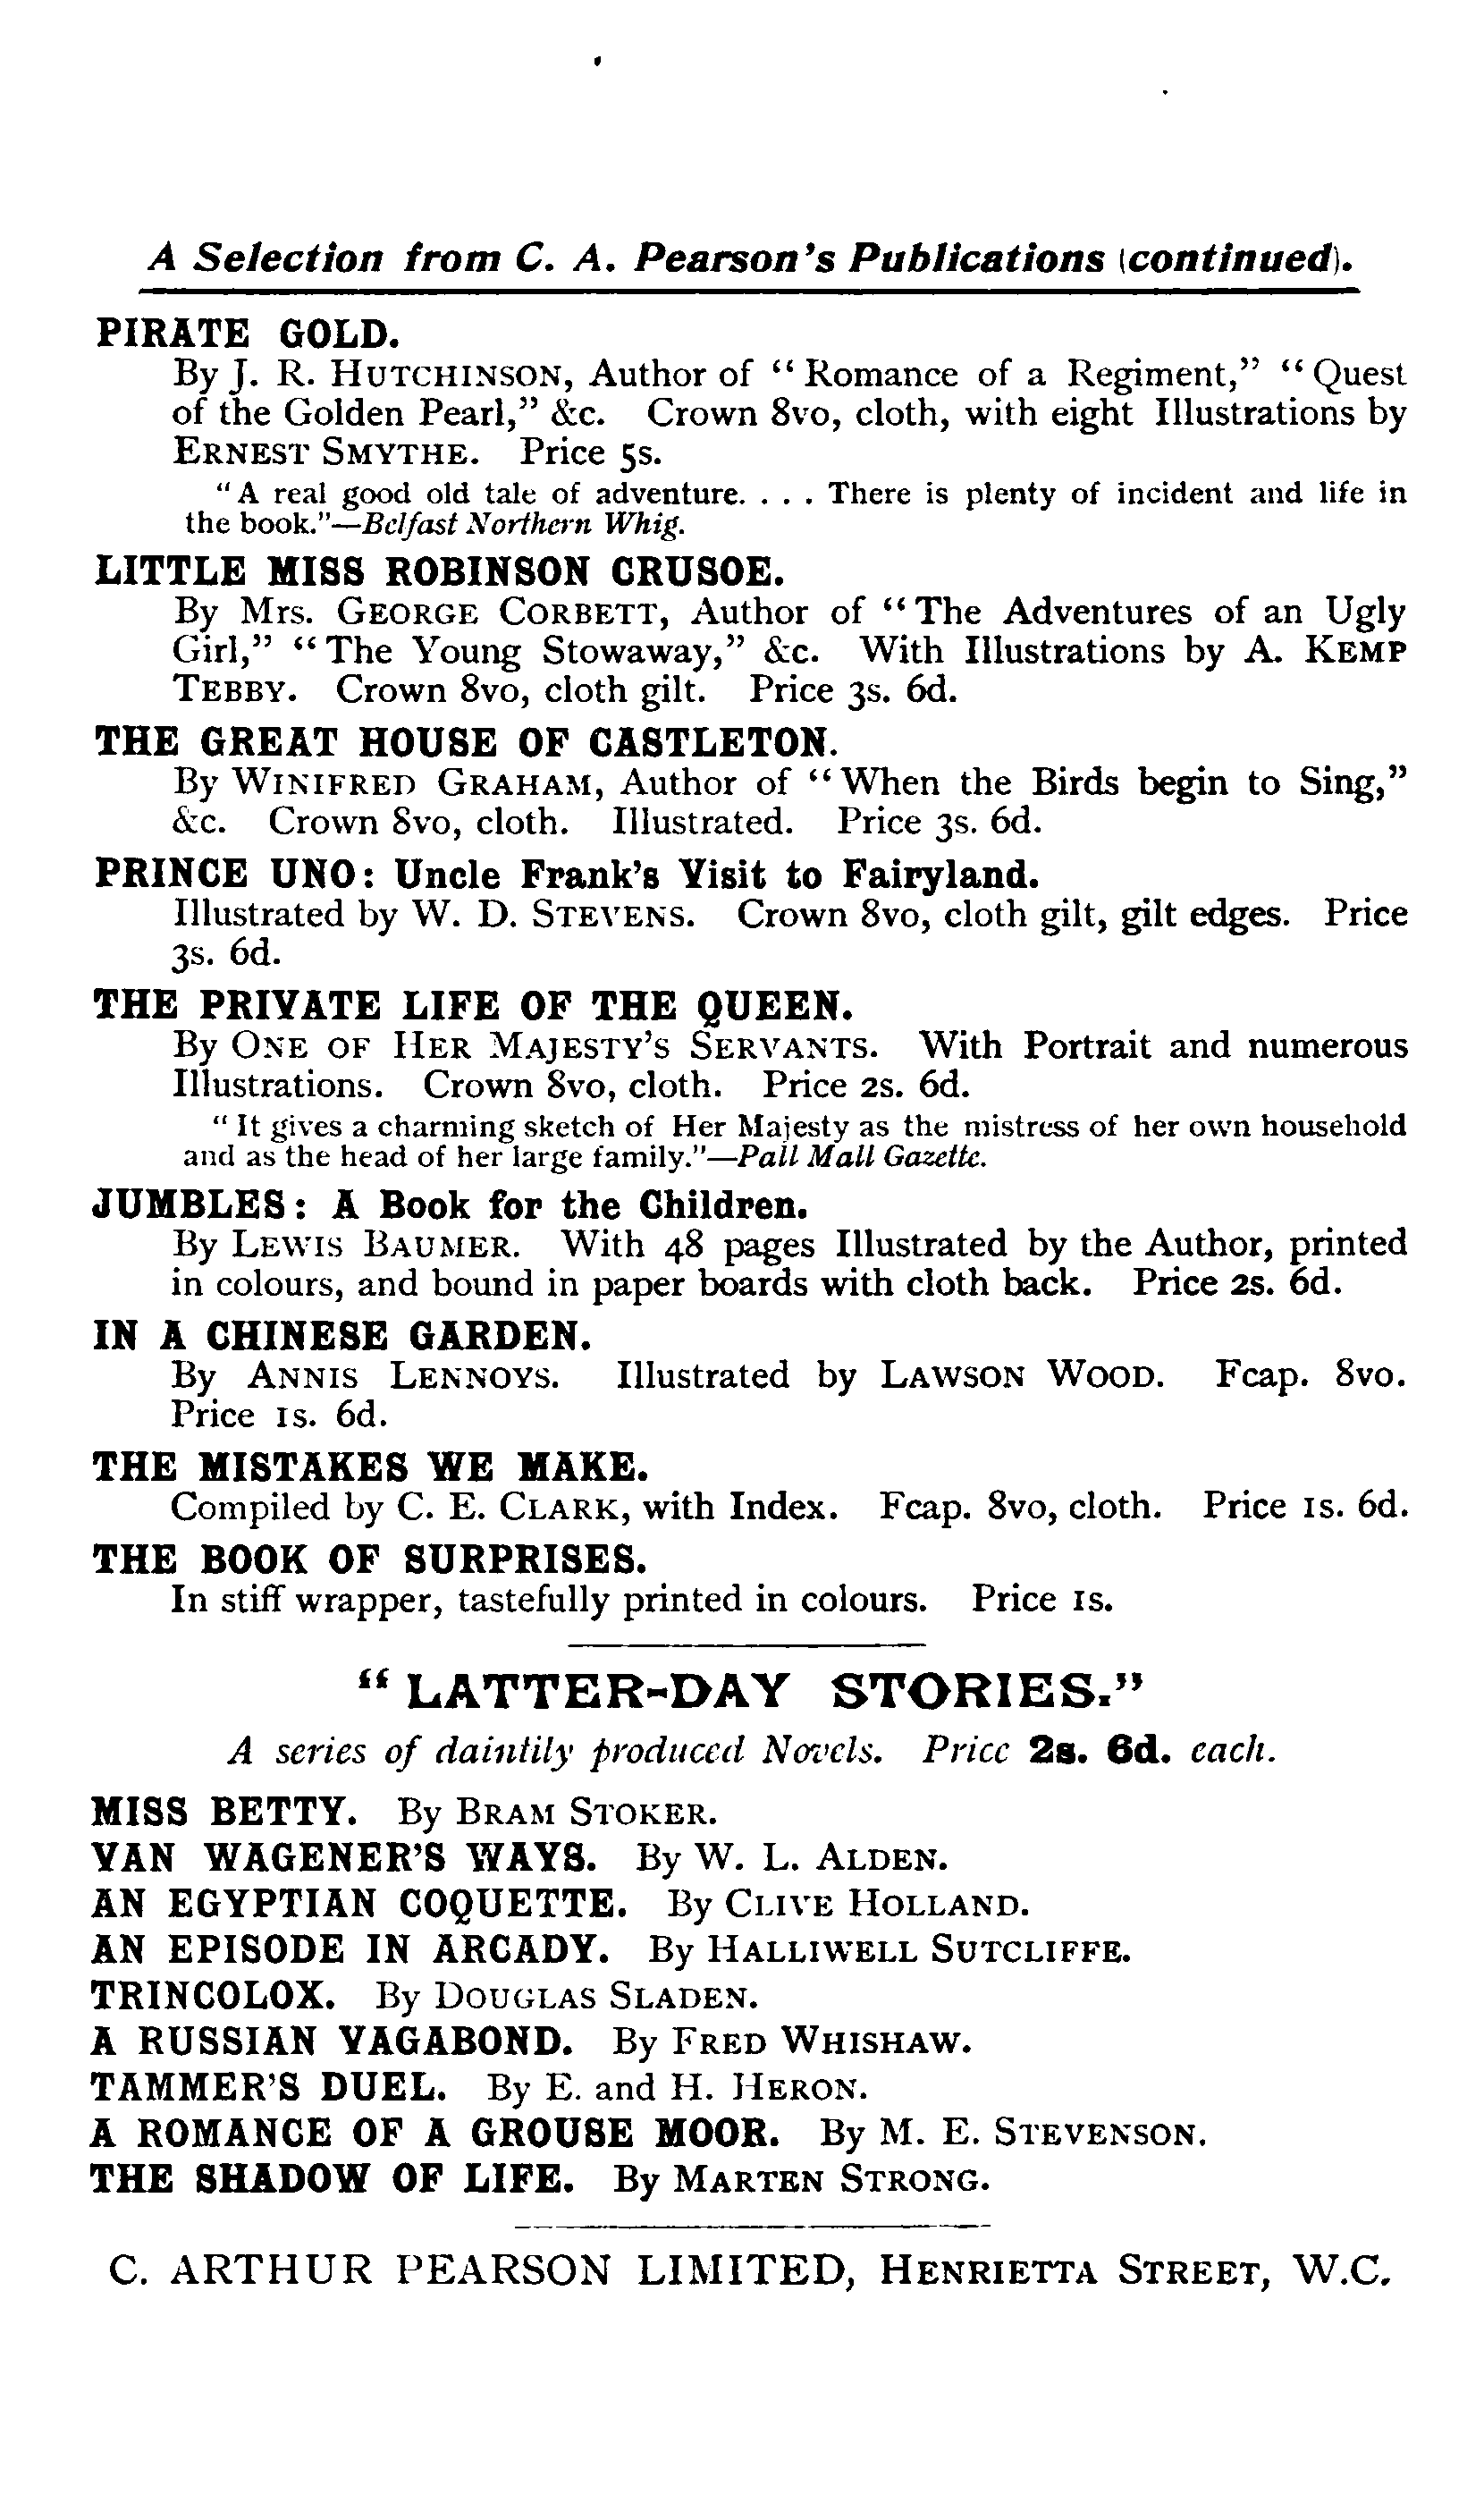 A Selection from C. A. Pearson's Publications (continued).
PIRATE GOLD.
By J. R. HUTCHINSON, Author of "Romance of a Regiment," "Quest
of the Golden Pearl," &c. Crown 8vo, cloth, with eight Illustrations by
ERNEST SMYTHE. Price 5s.
"A real good old tale of adventure. . . . There is plenty of incident and life in
the book."—Belfast Northern Whig.
LITTLE MISS ROBINSON CRUSOE.
By Mrs. GEORGE CORBETT, Author of "The Adventures of an Ugly
Girl," "The Young Stowaway," &c. With Illustrations by A. KEMP
TEBBY. Crown 8vo, cloth gilt. Price 3s. 6d.
THE GREAT HOUSE OF CASTLETON.
By WINIFRED GRAHAM, Author of "When the Birds begin to Sing,"
&c. Crown 8vo, cloth. Illustrated. Price 3s. 6d.
PRINCE UNO: Uncle Frank's Visit to Fairyland.
Illustrated by W. D. STEVENS. Crown 8vo, cloth gilt, gilt edges. Price
3s. 6d.
THE PRIVATE LIFE OF THE QUEEN.
By ONE OF HER MAJESTY'S SERVANTS. With Portrait and numerous
Illustrations. Crown 8vo, cloth. Price 2s. 6d.
"It gives a charming sketch of Her Majesty as the mistress of her own household
and as the head of her large family."—Pall Mall Gazette.
JUMBLES: A Book for the Children.
By LEWIS BAUMER. With 48 pages Illustrated by the Author, printed
in colours, and bound in paper boards with cloth back. Price 2s. 6d.
IN A CHINESE GARDEN.
By ANNIS LENNOYS. Illustrated by LAWSON WOOD. Fcap. 8vo.
Price 1s. 6d.
THE MISTAKES WE MAKE.
Compiled by C. E. CLARK, with Index. Fcap. 8vo, cloth. Price 1s. 6d.
THE BOOK OF SURPRISES.
In stiff wrapper, tastefully printed in colours. Price 1s.
"LATTER-DAY STORIES."
A series of daintily produced Novels. Price 2s. 6d. each.
MISS BETTY. By BRAM STOKER.
VAN WAGENER'S WAYS. By W. L. ALDEN.
AN EGYPTIAN COQUETTE. By CLIVE HOLLAND.
AN EPISODE IN ARCADY. By HALLIWELL SUTCLIFFE.
TRINCOLOX. By DOUGLAS SLADEN.
A RUSSIAN VAGABOND. By FRED WHISHAW.
TAMMER'S DUEL. By E. and H. HERON.
A ROMANCE OF A GROUSE MOOR. By M. E. STEVENSON.
THE SHADOW OF LIFE. By MARTEN STRONG.
C. ARTHUR PEARSON LIMITED, HENRIETTA STREET, W.C.